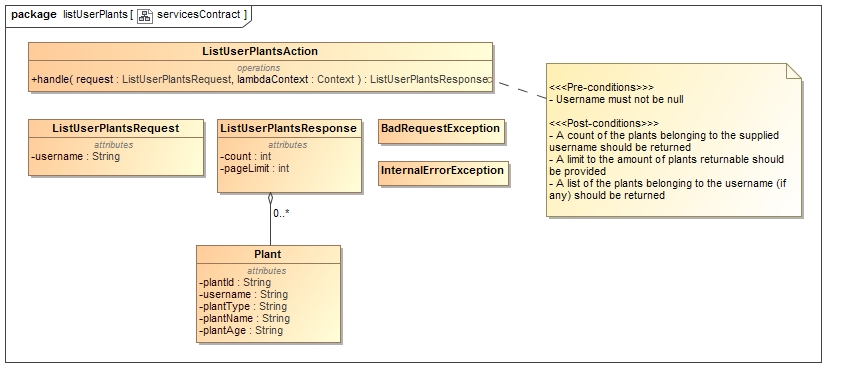 package listUserPlants [ servicesContract ]
ListUserPlantsAction
operations
+handle( request : ListUserPlantsRequest, lambdaContext : Context ) : ListUserPlantsResponse
<<<Pre-conditions>>>
- Username must not be null
<<<Post-conditions>>>
- A count of the plants belonging to the supplied
username should be returned
- A limit to the amount of plants returnable should
be provided
- A list of the plants belonging to the username (if
any) should be returned
ListUserPlantsRequest
attributes
-username : String
ListUserPlantsResponse
attributes
-count : int
-pageLimit : int
BadRequestException
InternalErrorException
0..*
Plant
attributes
-plantId : String
-username : String
-plantType : String
-plantName : String
-plantAge : String